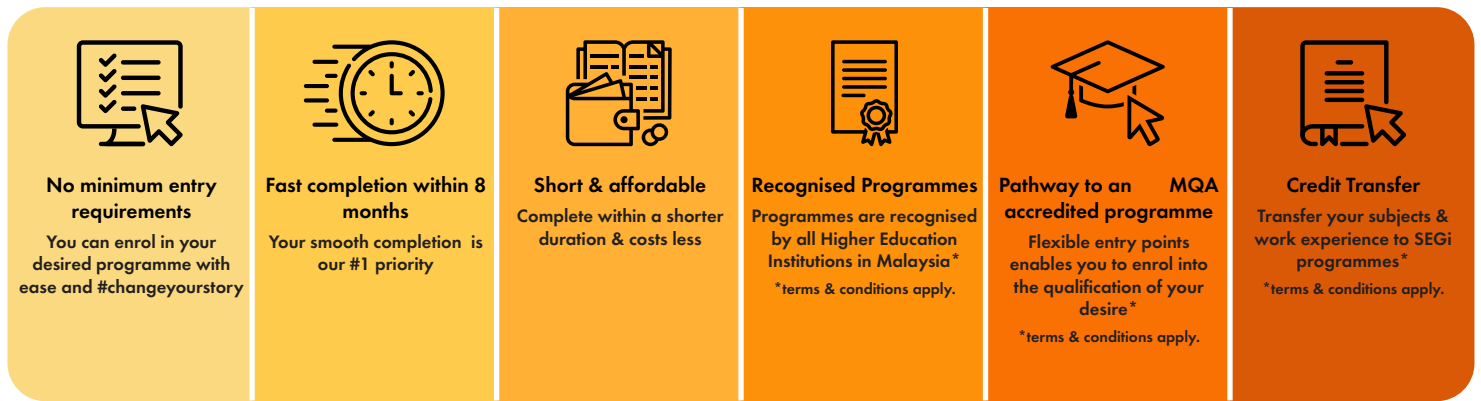 No minimum entry
requirements
You can enrol in your
desired programme with
ease and #changeyourstory
Fast completion within 8
months
Your smooth completion is
our #1 priority
Short & affordable
Complete within a shorter
duration & costs less
Recognised Programmes
Programmes are recognised
by all Higher Education
Institutions in Malaysia*
*terms & conditions apply.
Pathway to an MQA
accredited programme
Flexible entry points
enables you to enrol into
the qualification of your
desire*
*terms & conditions apply.
Credit Transfer
Transfer your subjects &
work experience to SEGi
programmes*
*terms & conditions apply.